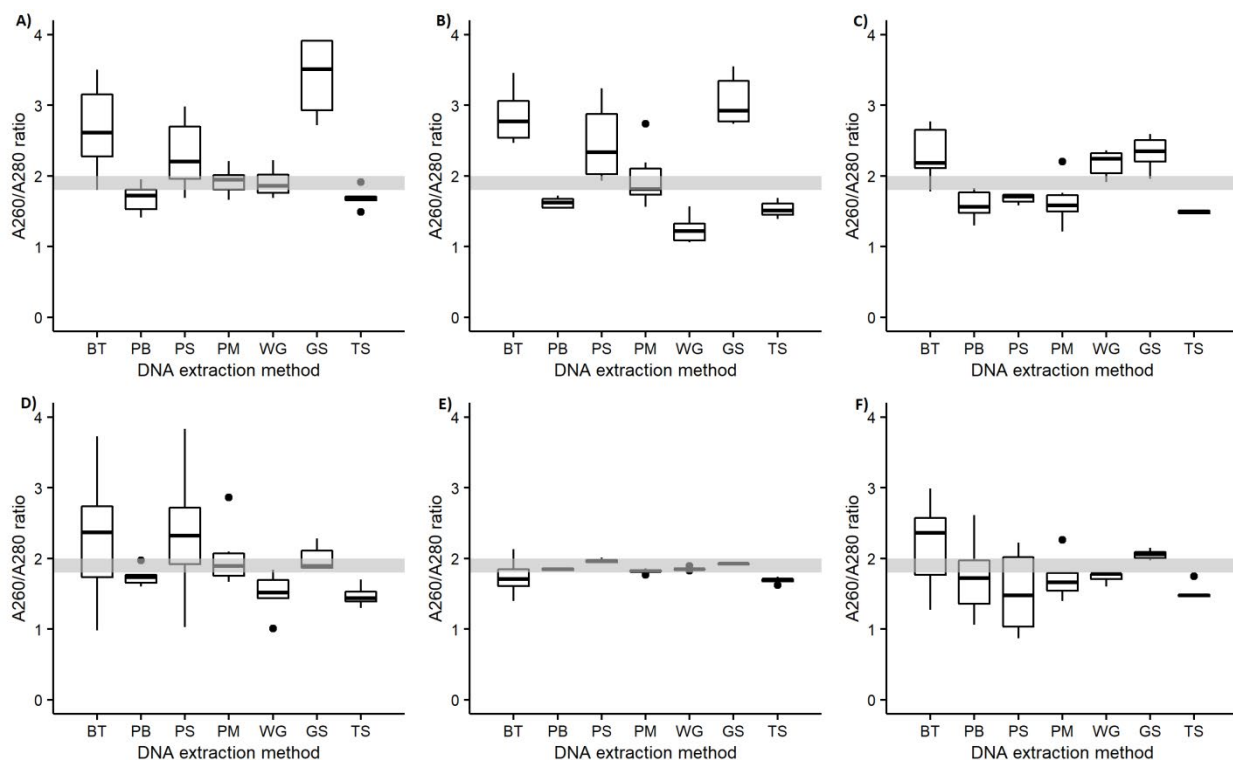 A)
A260/A280 ratio
4
3
2
1
0
BT PB PS PM WG GS TS
DNA extraction method
B)
A260/A280 ratio
4
3
2
1
0
BT PB PS PM WG GS TS
DNA extraction method
C)
A260/A280 ratio
4
3
2
1
0
BT PB PS PM WG GS TS
DNA extraction method
D)
A260/A280 ratio
4
3
2
1
0
BT PB PS PM WG GS TS
DNA extraction method
E)
A260/A280 ratio
4
3
2
1
0
BT PB PS PM WG GS TS
DNA extraction method
F)
A260/A280 ratio
4
3
2
1
0
BT PB PS PM WG GS TS
DNA extraction method